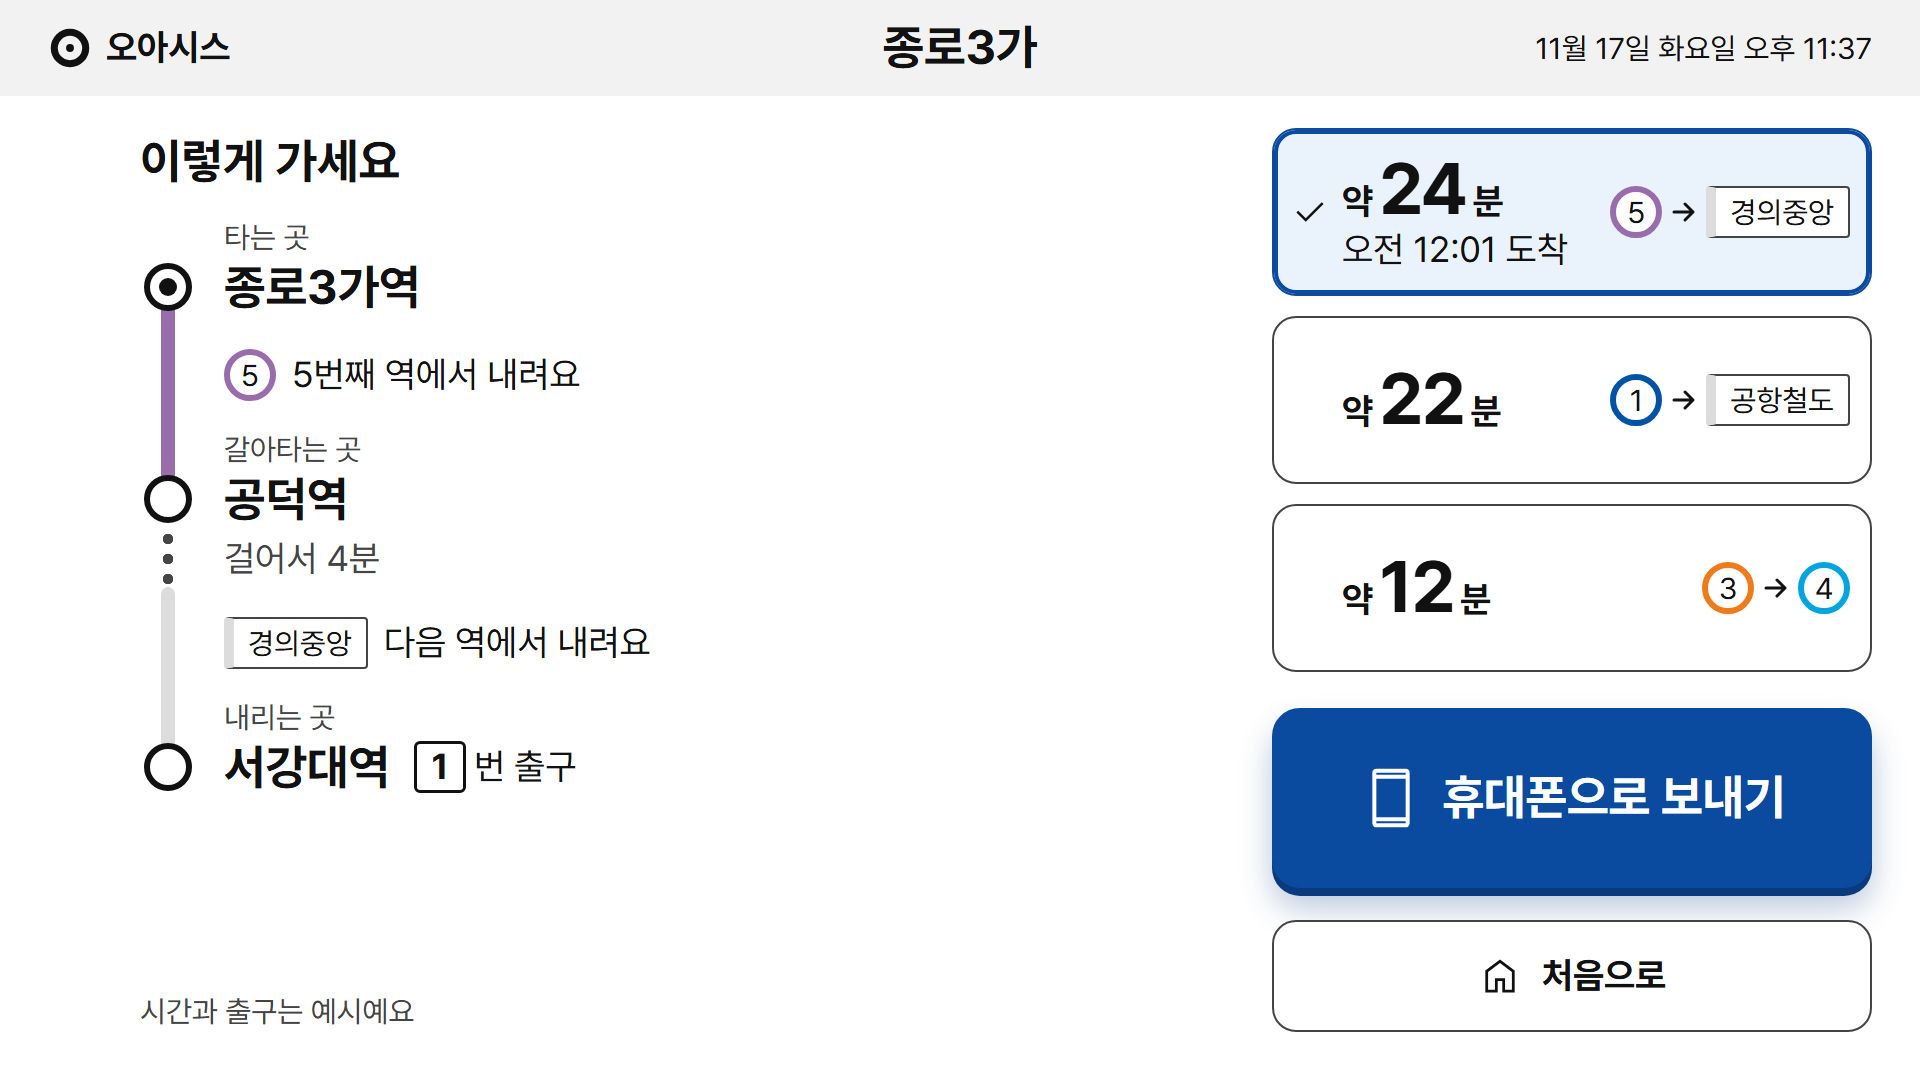 오아시스
종로3가
11월 17일 화요일 오후 11:37
이렇게 가세요
타는 곳
종로3가역
5 5번째 역에서 내려요
갈아타는 곳
공덕역
걸어서 4분
경의중앙 다음 역에서 내려요
내리는 곳
서강대역 1 번 출구
시간과 출구는 예시예요
약 24 분
오전 12:01 도착
5 → 경의중앙
약 22 분
1 → 공항철도
약 12 분
3 → 4
휴대폰으로 보내기
처음으로